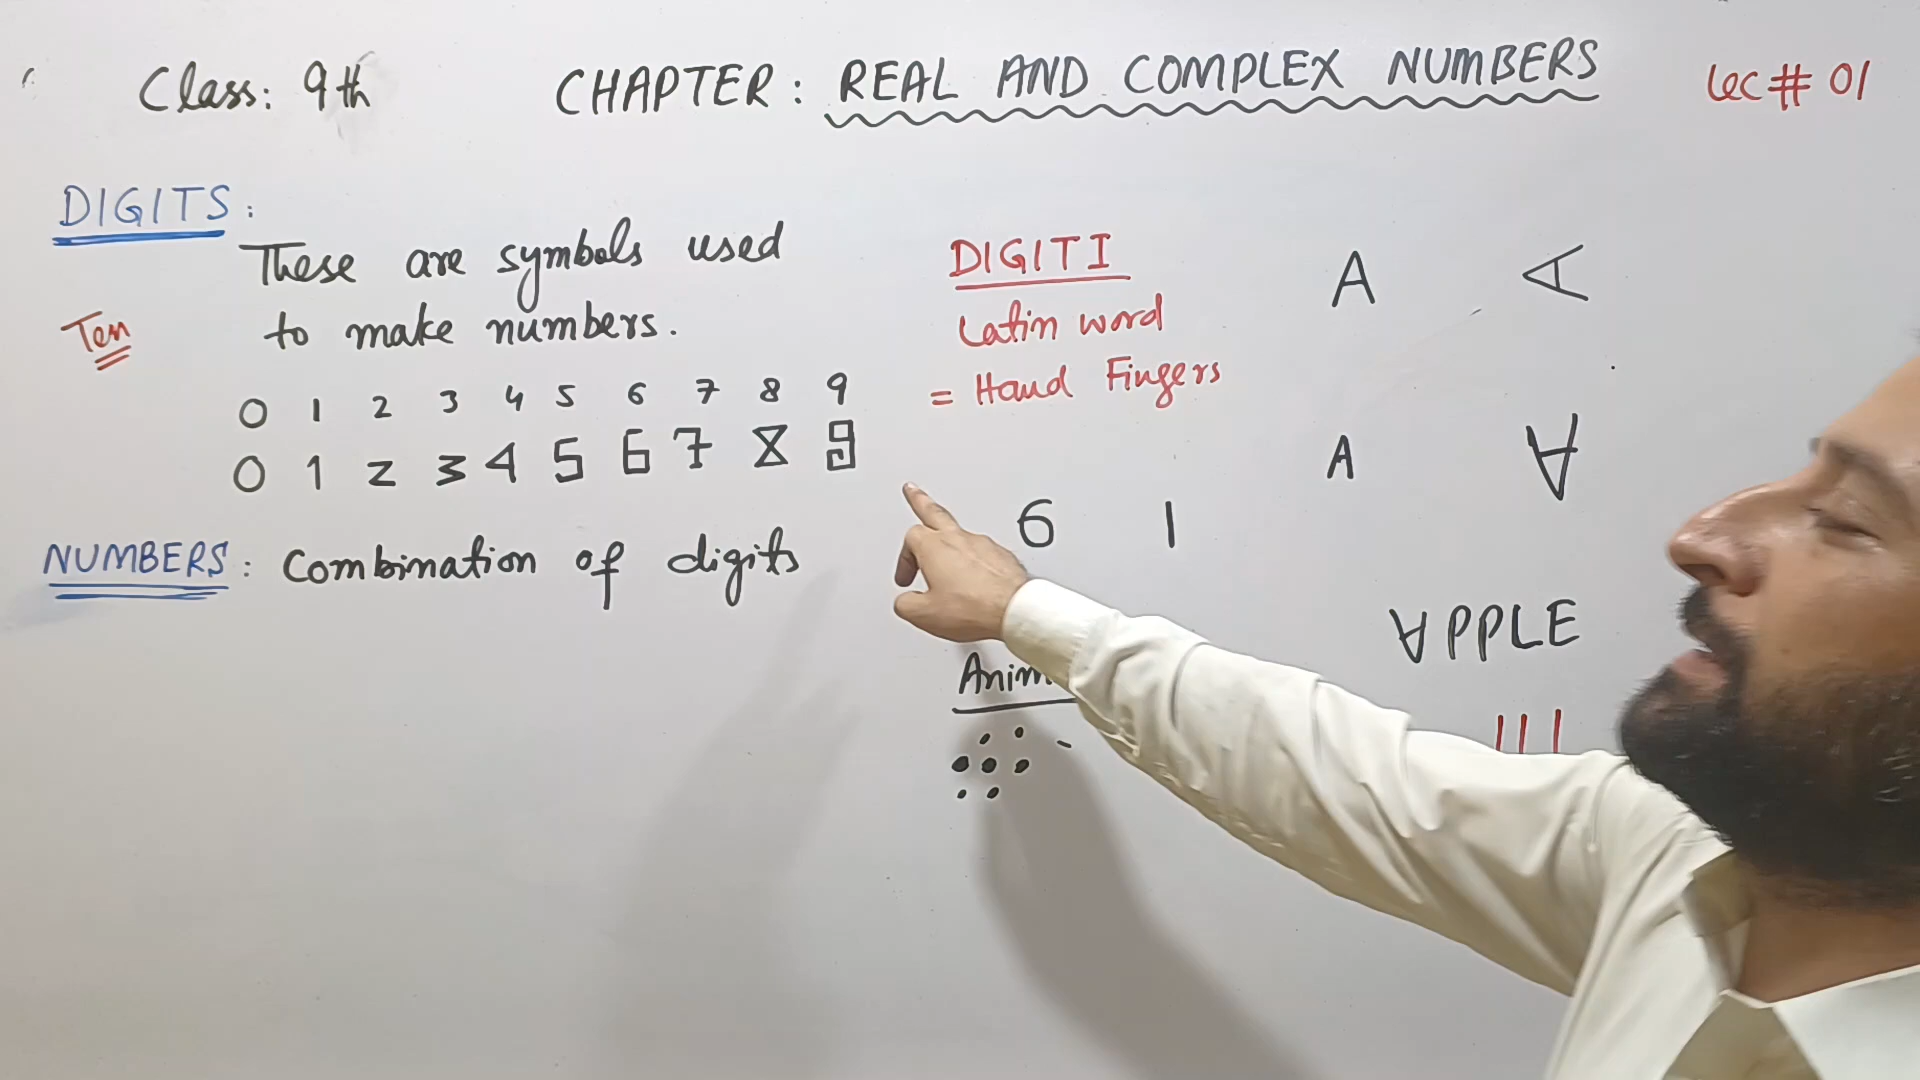 Class: 9th CHAPTER: REAL AND COMPLEX NUMBERS Lec# 01
DIGITS:
These are symbols used
to make numbers.
Ten
0 1 2 3 4 5 6 7 8 9
0 1 2 3 4 5 6 7 8 9
NUMBERS: Combination of digits
DIGITI
Latin word
= Hand Fingers
A A
A A
6 1
APPLE